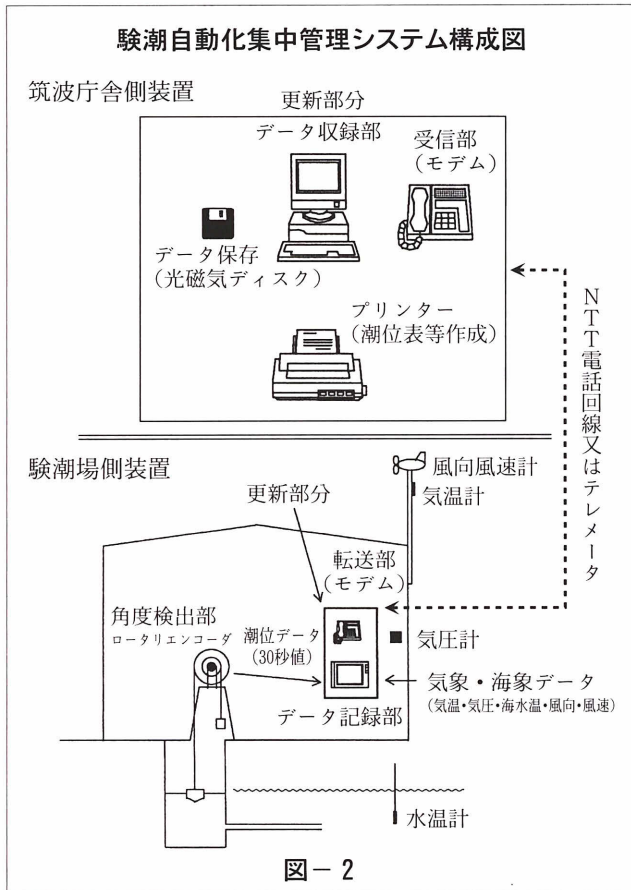 験潮自動化集中管理システム構成図
筑波庁舎側装置
更新部分
データ収録部
受信部
(モデム)
データ保存
(光磁気ディスク)
プリンター
(潮位表等作成)
NTT電話回線又はテレメータ
験潮場側装置
風向風速計
気温計
更新部分
転送部
(モデム)
角度検出部
ロータリエンコーダ
潮位データ
(30秒値)
気圧計
気象・海象データ
(気温・気圧・海水温・風向・風速)
データ記録部
水温計
図－2